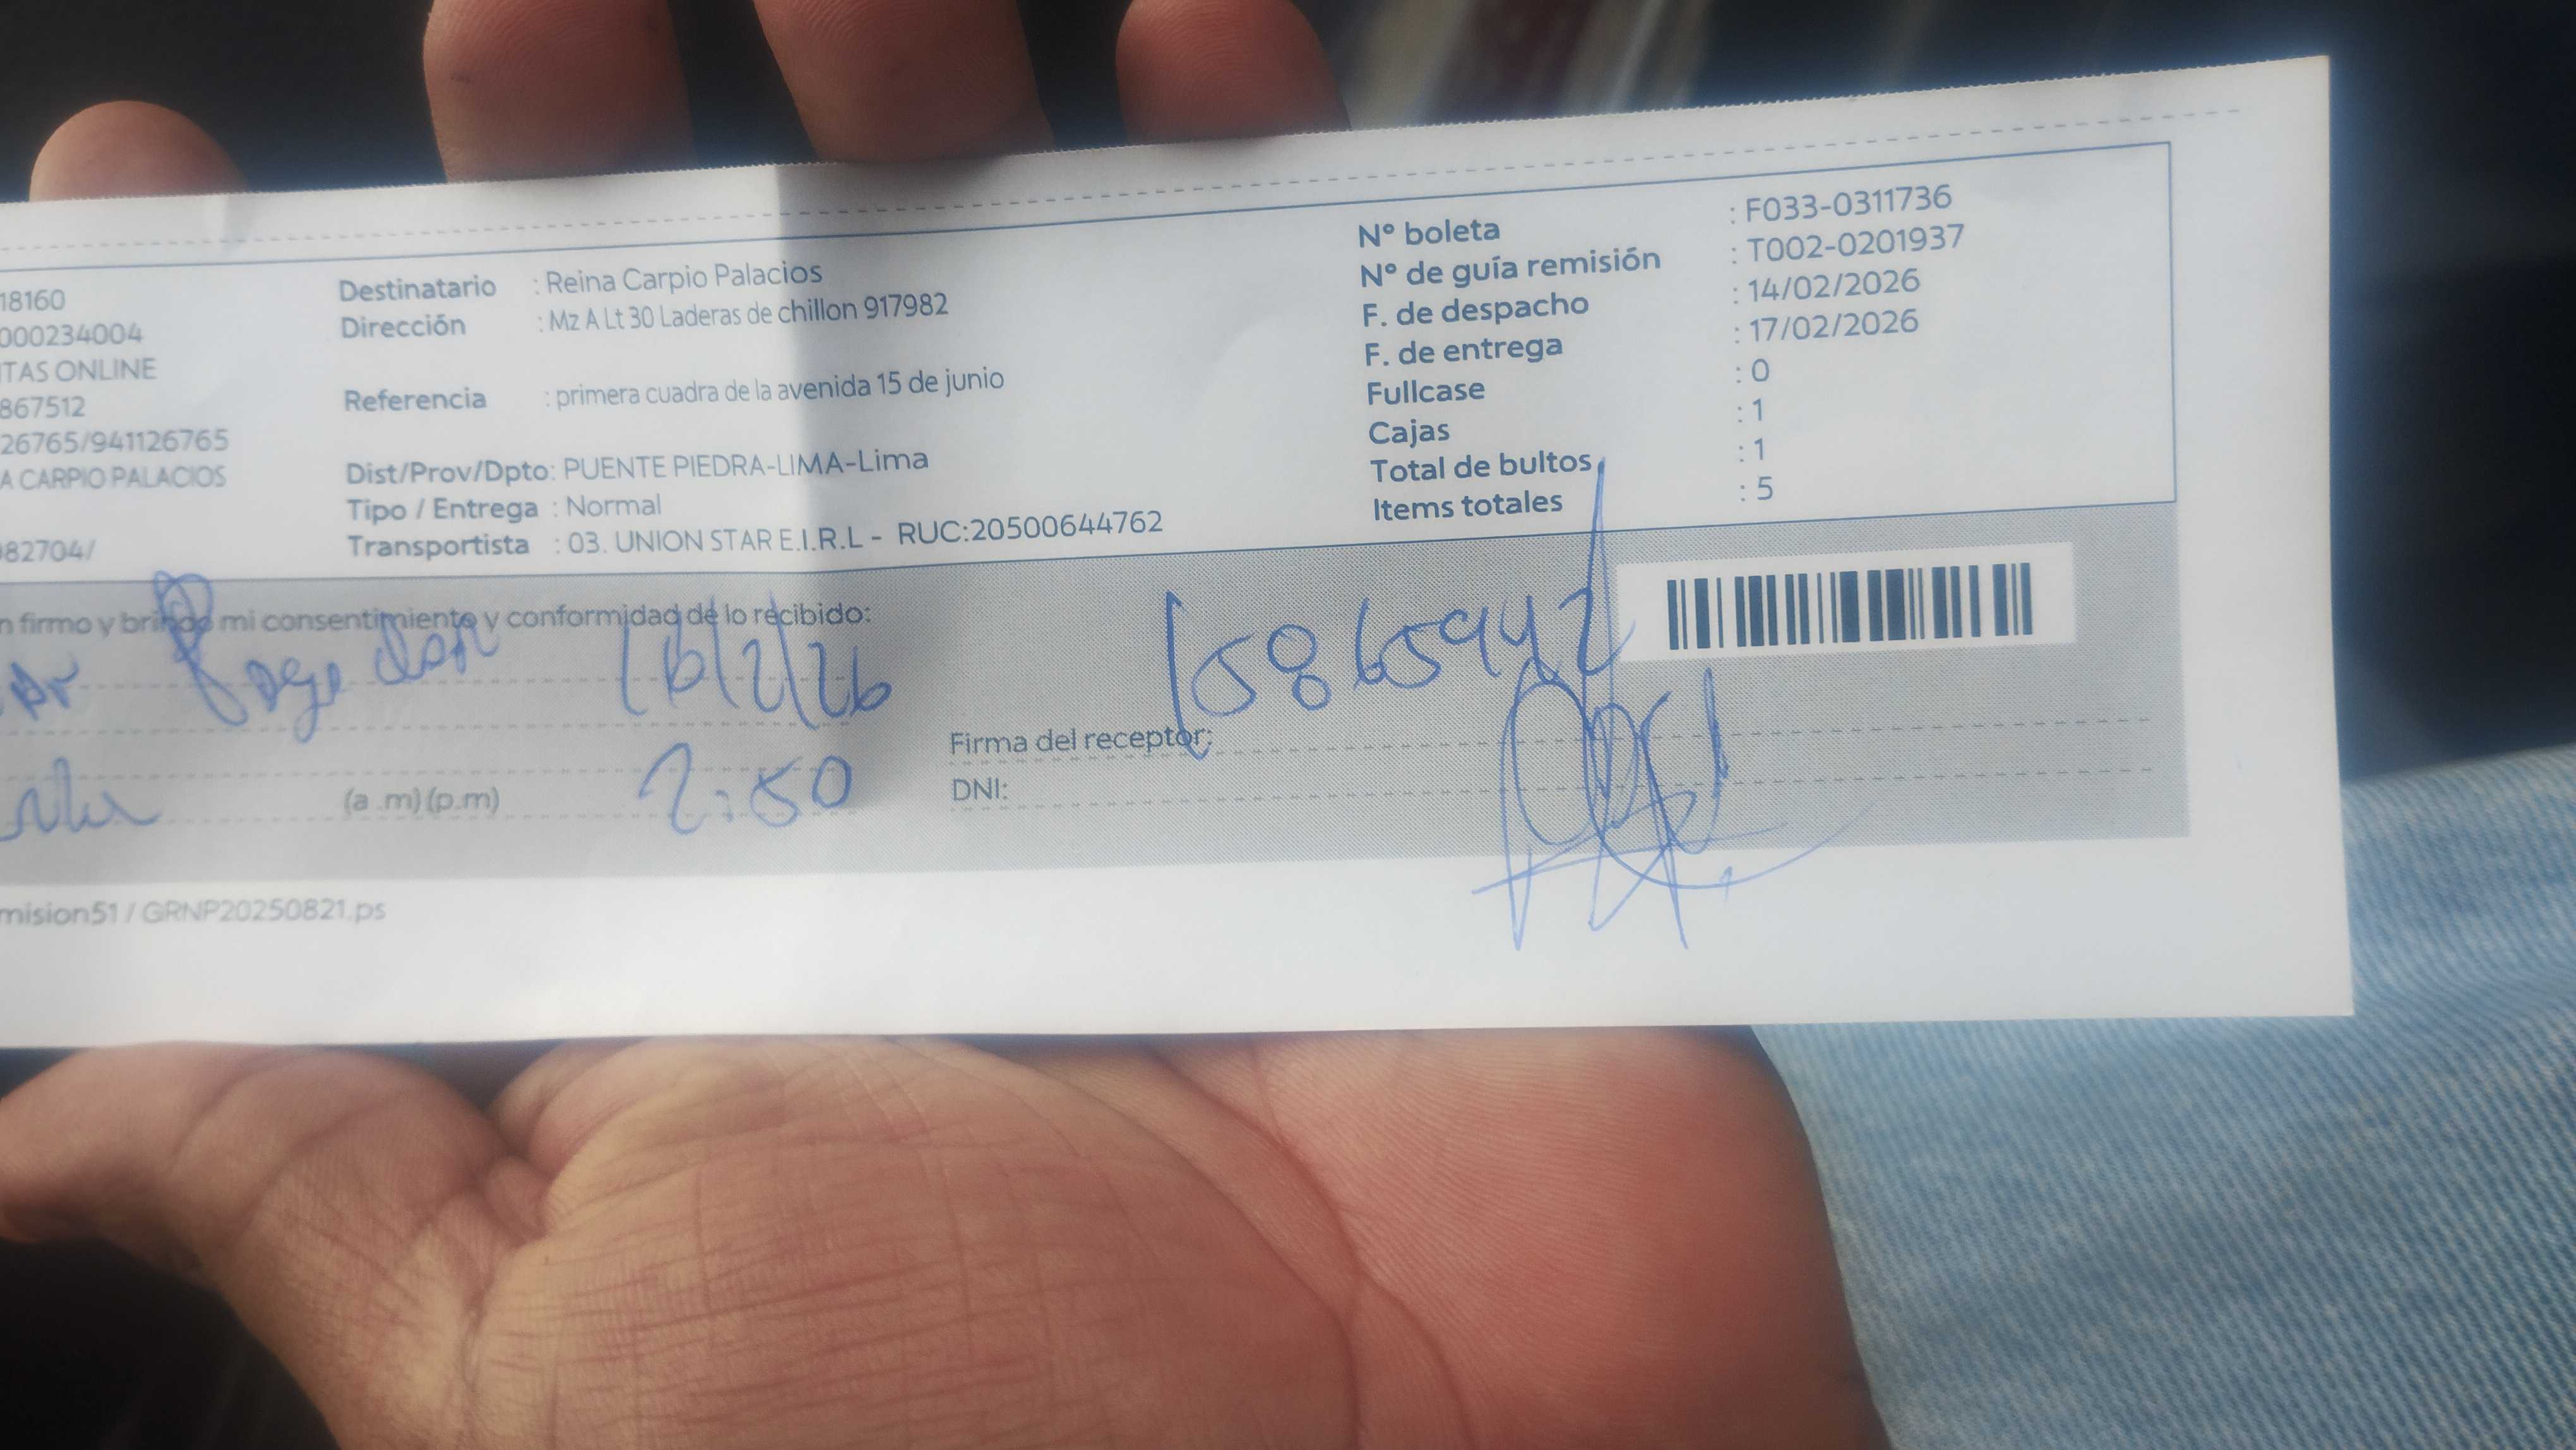 18160
000234004
TAS ONLINE
867512
26765/941126765
A CARPIO PALACIOS
982704/
Destinatario : Reina Carpio Palacios
Dirección : Mz A Lt 30 Laderas de chillon 917982
Referencia : primera cuadra de la avenida 15 de junio
Dist/Prov/Dpto: PUENTE PIEDRA-LIMA-Lima
Tipo / Entrega : Normal
Transportista : 03. UNION STAR E.I.R.L - RUC:20500644762
N° boleta : F033-0311736
N° de guía remisión : T002-0201937
F. de despacho : 14/02/2026
F. de entrega : 17/02/2026
Fullcase : 0
Cajas : 1
Total de bultos : 1
Items totales : 5
n firmo y brindo mi consentimiento y conformidad de lo recibido:
16/2/26
(a .m) (p.m) 2:50
Firma del receptor:
DNI:
mision51 / GRNP20250821.ps